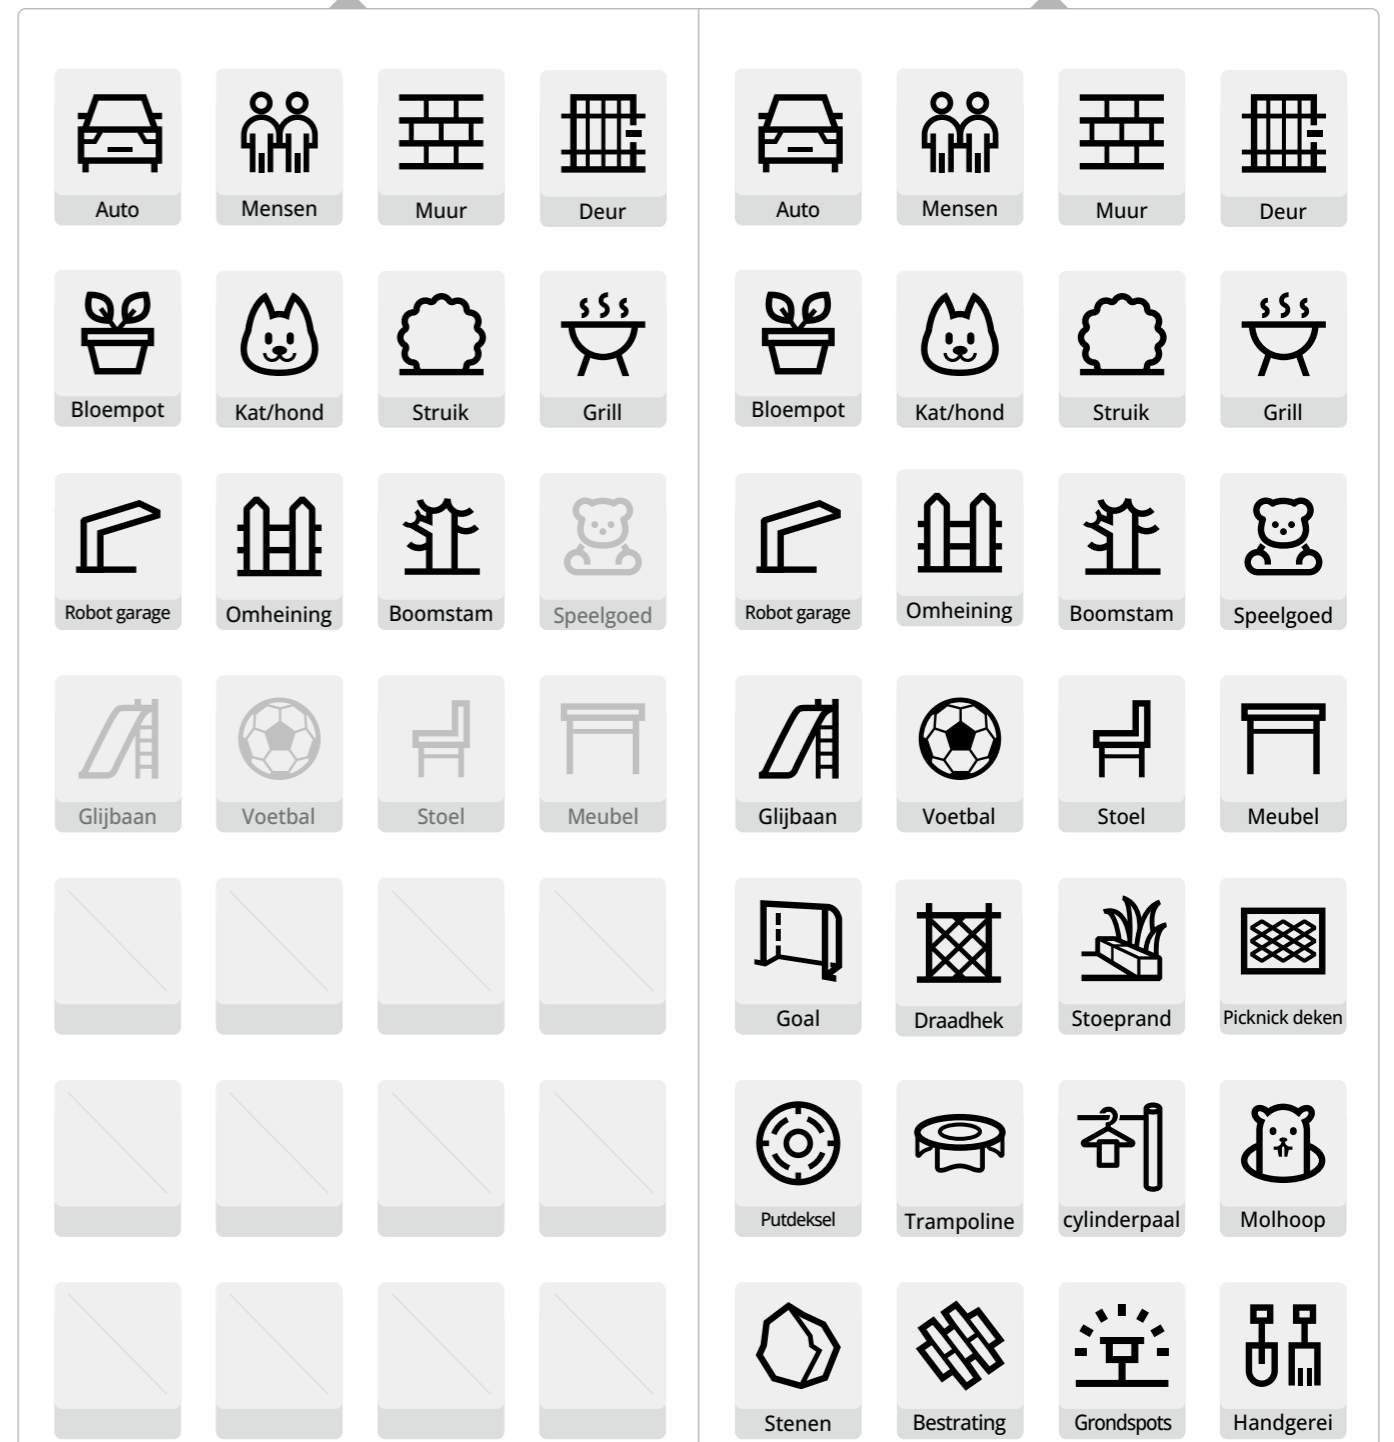 Auto
Mensen
Muur
Deur
Bloempot
Kat/hond
Struik
Grill
Robot garage
Omheining
Boomstam
Speelgoed
Glijbaan
Voetbal
Stoel
Meubel
Auto
Mensen
Muur
Deur
Bloempot
Kat/hond
Struik
Grill
Robot garage
Omheining
Boomstam
Speelgoed
Glijbaan
Voetbal
Stoel
Meubel
Goal
Draadhek
Stoeprand
Picknick deken
Putdeksel
Trampoline
cylinderpaal
Molhoop
Stenen
Bestrating
Grondspots
Handgerei